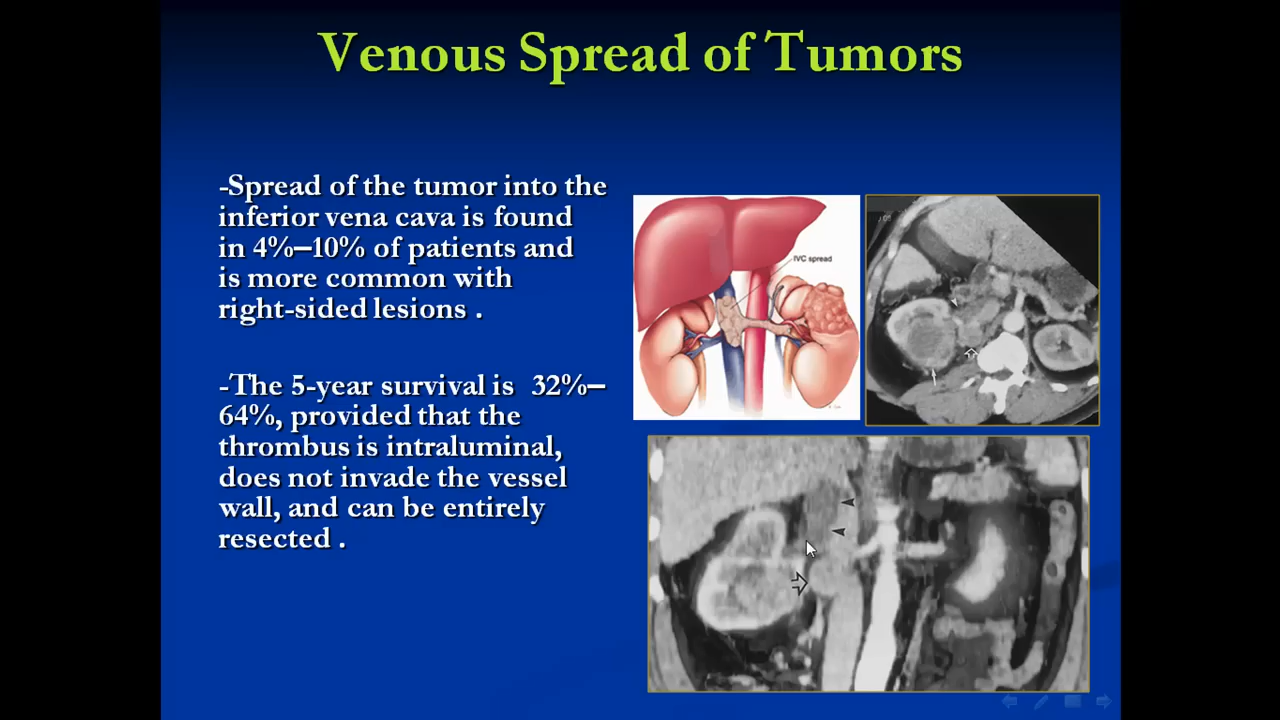 Venous Spread of Tumors
-Spread of the tumor into the
inferior vena cava is found
in 4%–10% of patients and
is more common with
right-sided lesions .
-The 5-year survival is 32%–
64%, provided that the
thrombus is intraluminal,
does not invade the vessel
wall, and can be entirely
resected .
IVC spread